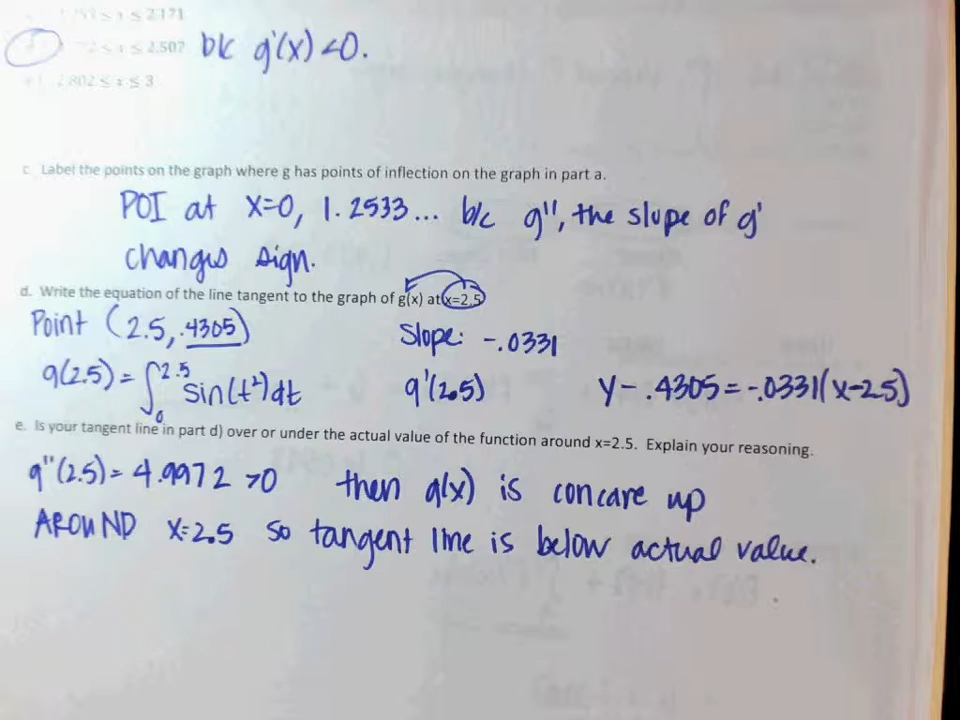 ≤ x ≤ 2.171
≤ x ≤ 2.507 b/c g'(x) <0.
2.802 ≤ x ≤ 3
c. Label the points on the graph where g has points of inflection on the graph in part a.
POI at x=0, 1.2533... b/c g'', the slope of g'
changes sign.
d. Write the equation of the line tangent to the graph of g(x) at x=2.5
Point (2.5, .4305) Slope: -.0331
g(2.5) = ∫₀^2.5 sin(t²)dt g'(2.5) y - .4305 = -.0331(x-2.5)
e. Is your tangent line in part d) over or under the actual value of the function around x=2.5. Explain your reasoning.
g''(2.5) = 4.9972 >0 then g(x) is concave up
AROUND x=2.5 so tangent line is below actual value.